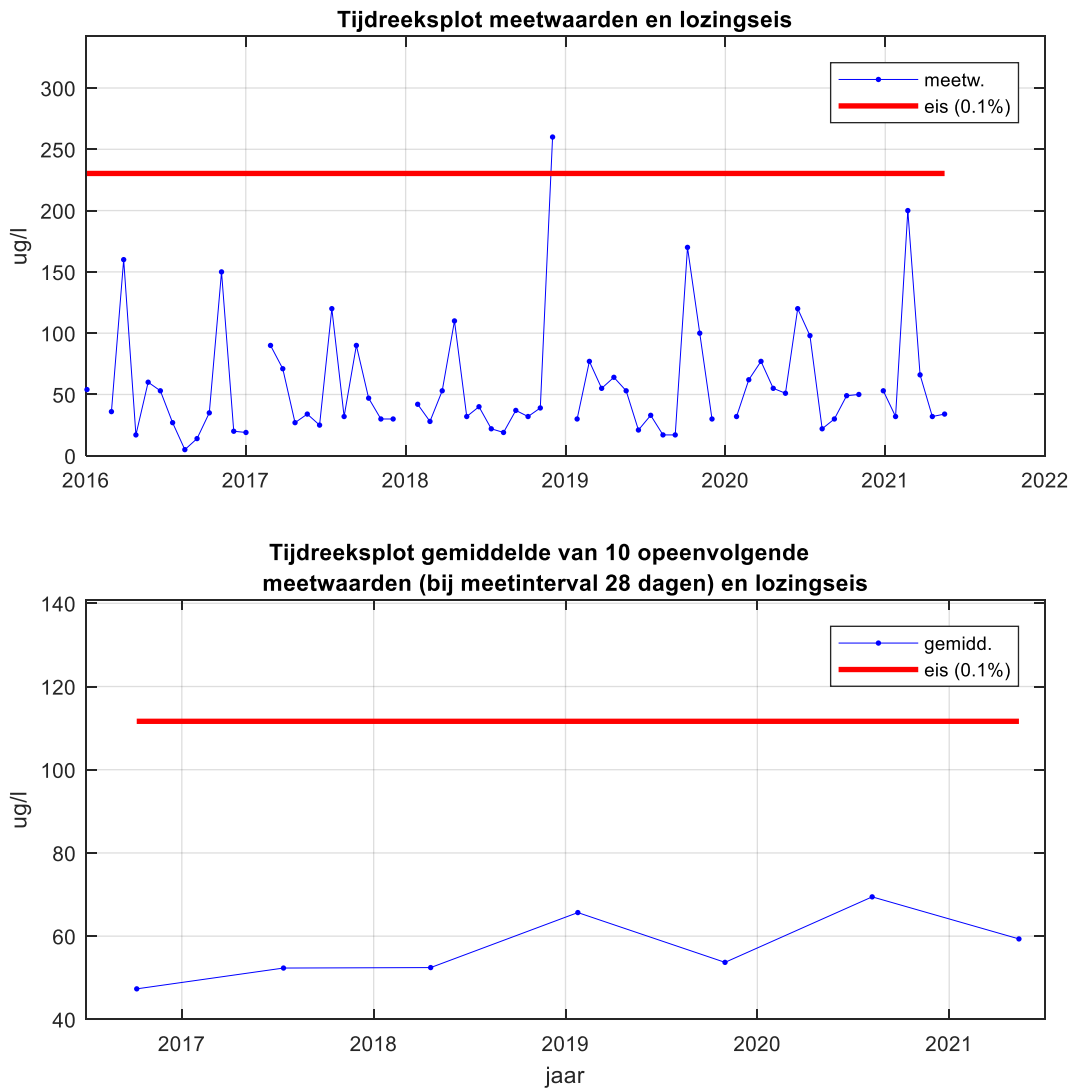 Tijdreeksplot meetwaarden en lozingseis
300
250
200
150
100
50
0
ug/l
meetw.
eis (0.1%)
2016 2017 2018 2019 2020 2021 2022
Tijdreeksplot gemiddelde van 10 opeenvolgende
meetwaarden (bij meetinterval 28 dagen) en lozingseis
140
120
100
80
60
40
ug/l
gemidd.
eis (0.1%)
2017 2018 2019 2020 2021
jaar